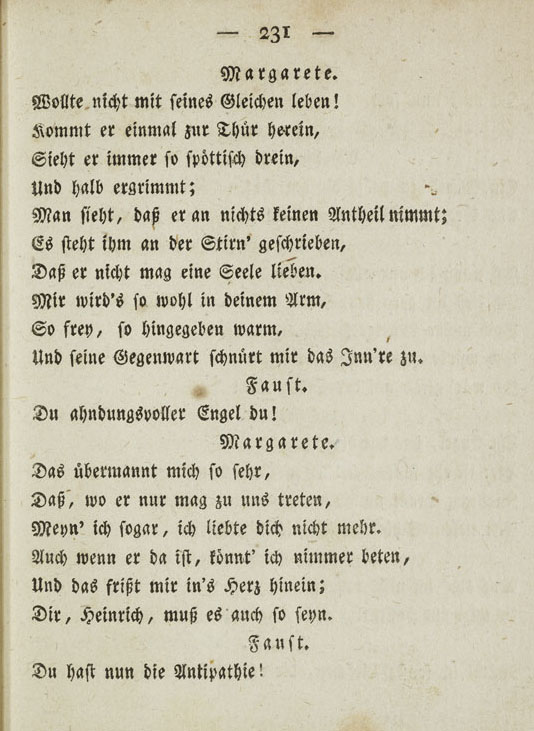 — 231 —
Margarete.
Wollte nicht mit seines Gleichen leben!
Kommt er einmal zur Thür herein,
Sieht er immer so spöttisch drein,
Und halb ergrimmt;
Man sieht, daß er an nichts keinen Antheil nimmt;
Es steht ihm an der Stirn' geschrieben,
Daß er nicht mag eine Seele lieben.
Mir wird's so wohl in deinem Arm,
So frey, so hingegeben warm,
Und seine Gegenwart schnürt mir das Inn're zu.
Faust.
Du ahndungsvoller Engel du!
Margarete.
Das übermannt mich so sehr,
Daß, wo er nur mag zu uns treten,
Meyn' ich sogar, ich liebte dich nicht mehr.
Auch wenn er da ist, könnt' ich nimmer beten,
Und das frißt mir in's Herz hinein;
Dir, Heinrich, muß es auch so seyn.
Faust.
Du hast nun die Antipathie!